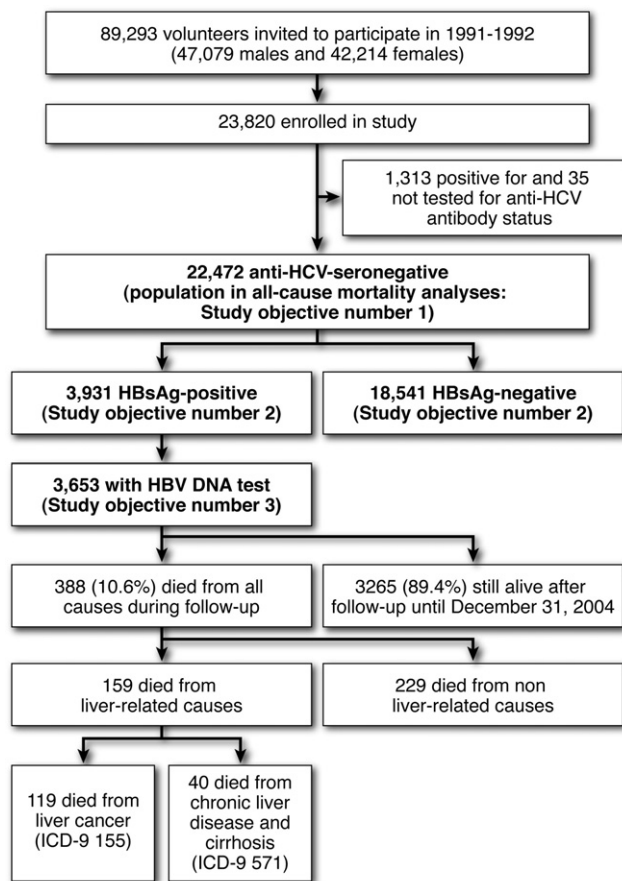 89,293 volunteers invited to participate in 1991-1992
(47,079 males and 42,214 females)
23,820 enrolled in study
1,313 positive for and 35
not tested for anti-HCV
antibody status
22,472 anti-HCV-seronegative
(population in all-cause mortality analyses:
Study objective number 1)
3,931 HBsAg-positive
(Study objective number 2)
18,541 HBsAg-negative
(Study objective number 2)
3,653 with HBV DNA test
(Study objective number 3)
388 (10.6%) died from all
causes during follow-up
3265 (89.4%) still alive after
follow-up until December 31, 2004
159 died from
liver-related causes
229 died from non
liver-related causes
119 died from
liver cancer
(ICD-9 155)
40 died from
chronic liver
disease and
cirrhosis
(ICD-9 571)